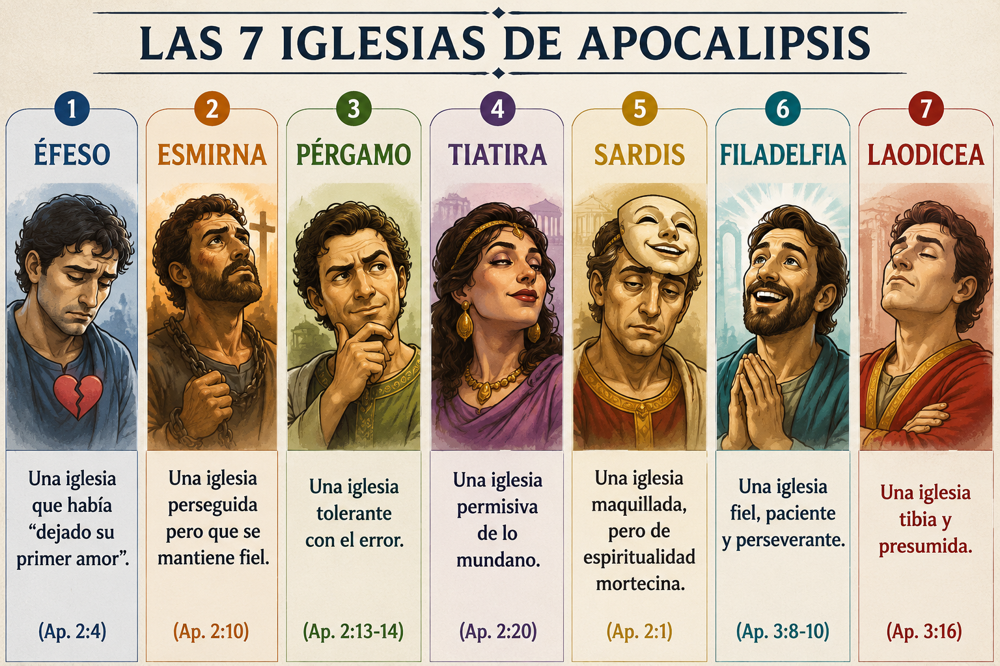 LAS 7 IGLESIAS DE APOCALIPSIS
1
ÉFESO
Una iglesia
que había
“dejado su
primer amor”.
(Ap. 2:4)
2
ESMIRNA
Una iglesia
perseguida
pero que se
mantiene fiel.
(Ap. 2:10)
3
PÉRGAMO
Una iglesia
tolerante
con el error.
(Ap. 2:13-14)
4
TIATIRA
Una iglesia
permisiva
de lo
mundano.
(Ap. 2:20)
5
SARDIS
Una iglesia
maquillada,
pero de
espiritualidad
mortecina.
(Ap. 2:1)
6
FILADELFIA
Una iglesia
fiel, paciente
y perseverante.
(Ap. 3:8-10)
7
LAODICEA
Una iglesia
tibia y
presumida.
(Ap. 3:16)